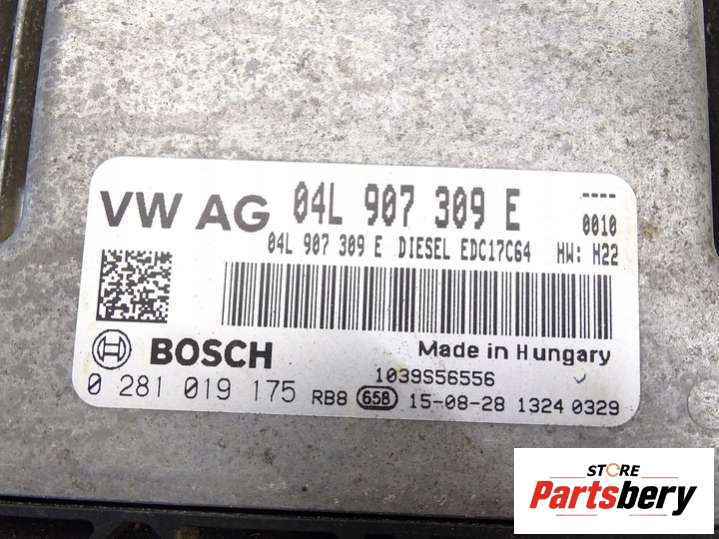 VW AG 04L 907 309 E ----
0010
04L 907 309 E DIESEL EDC17C64 HW: H22
BOSCH Made in Hungary
1039S56556
0 281 019 175 RB8 658 15-08-28 1324 0329
STORE
Partsbery